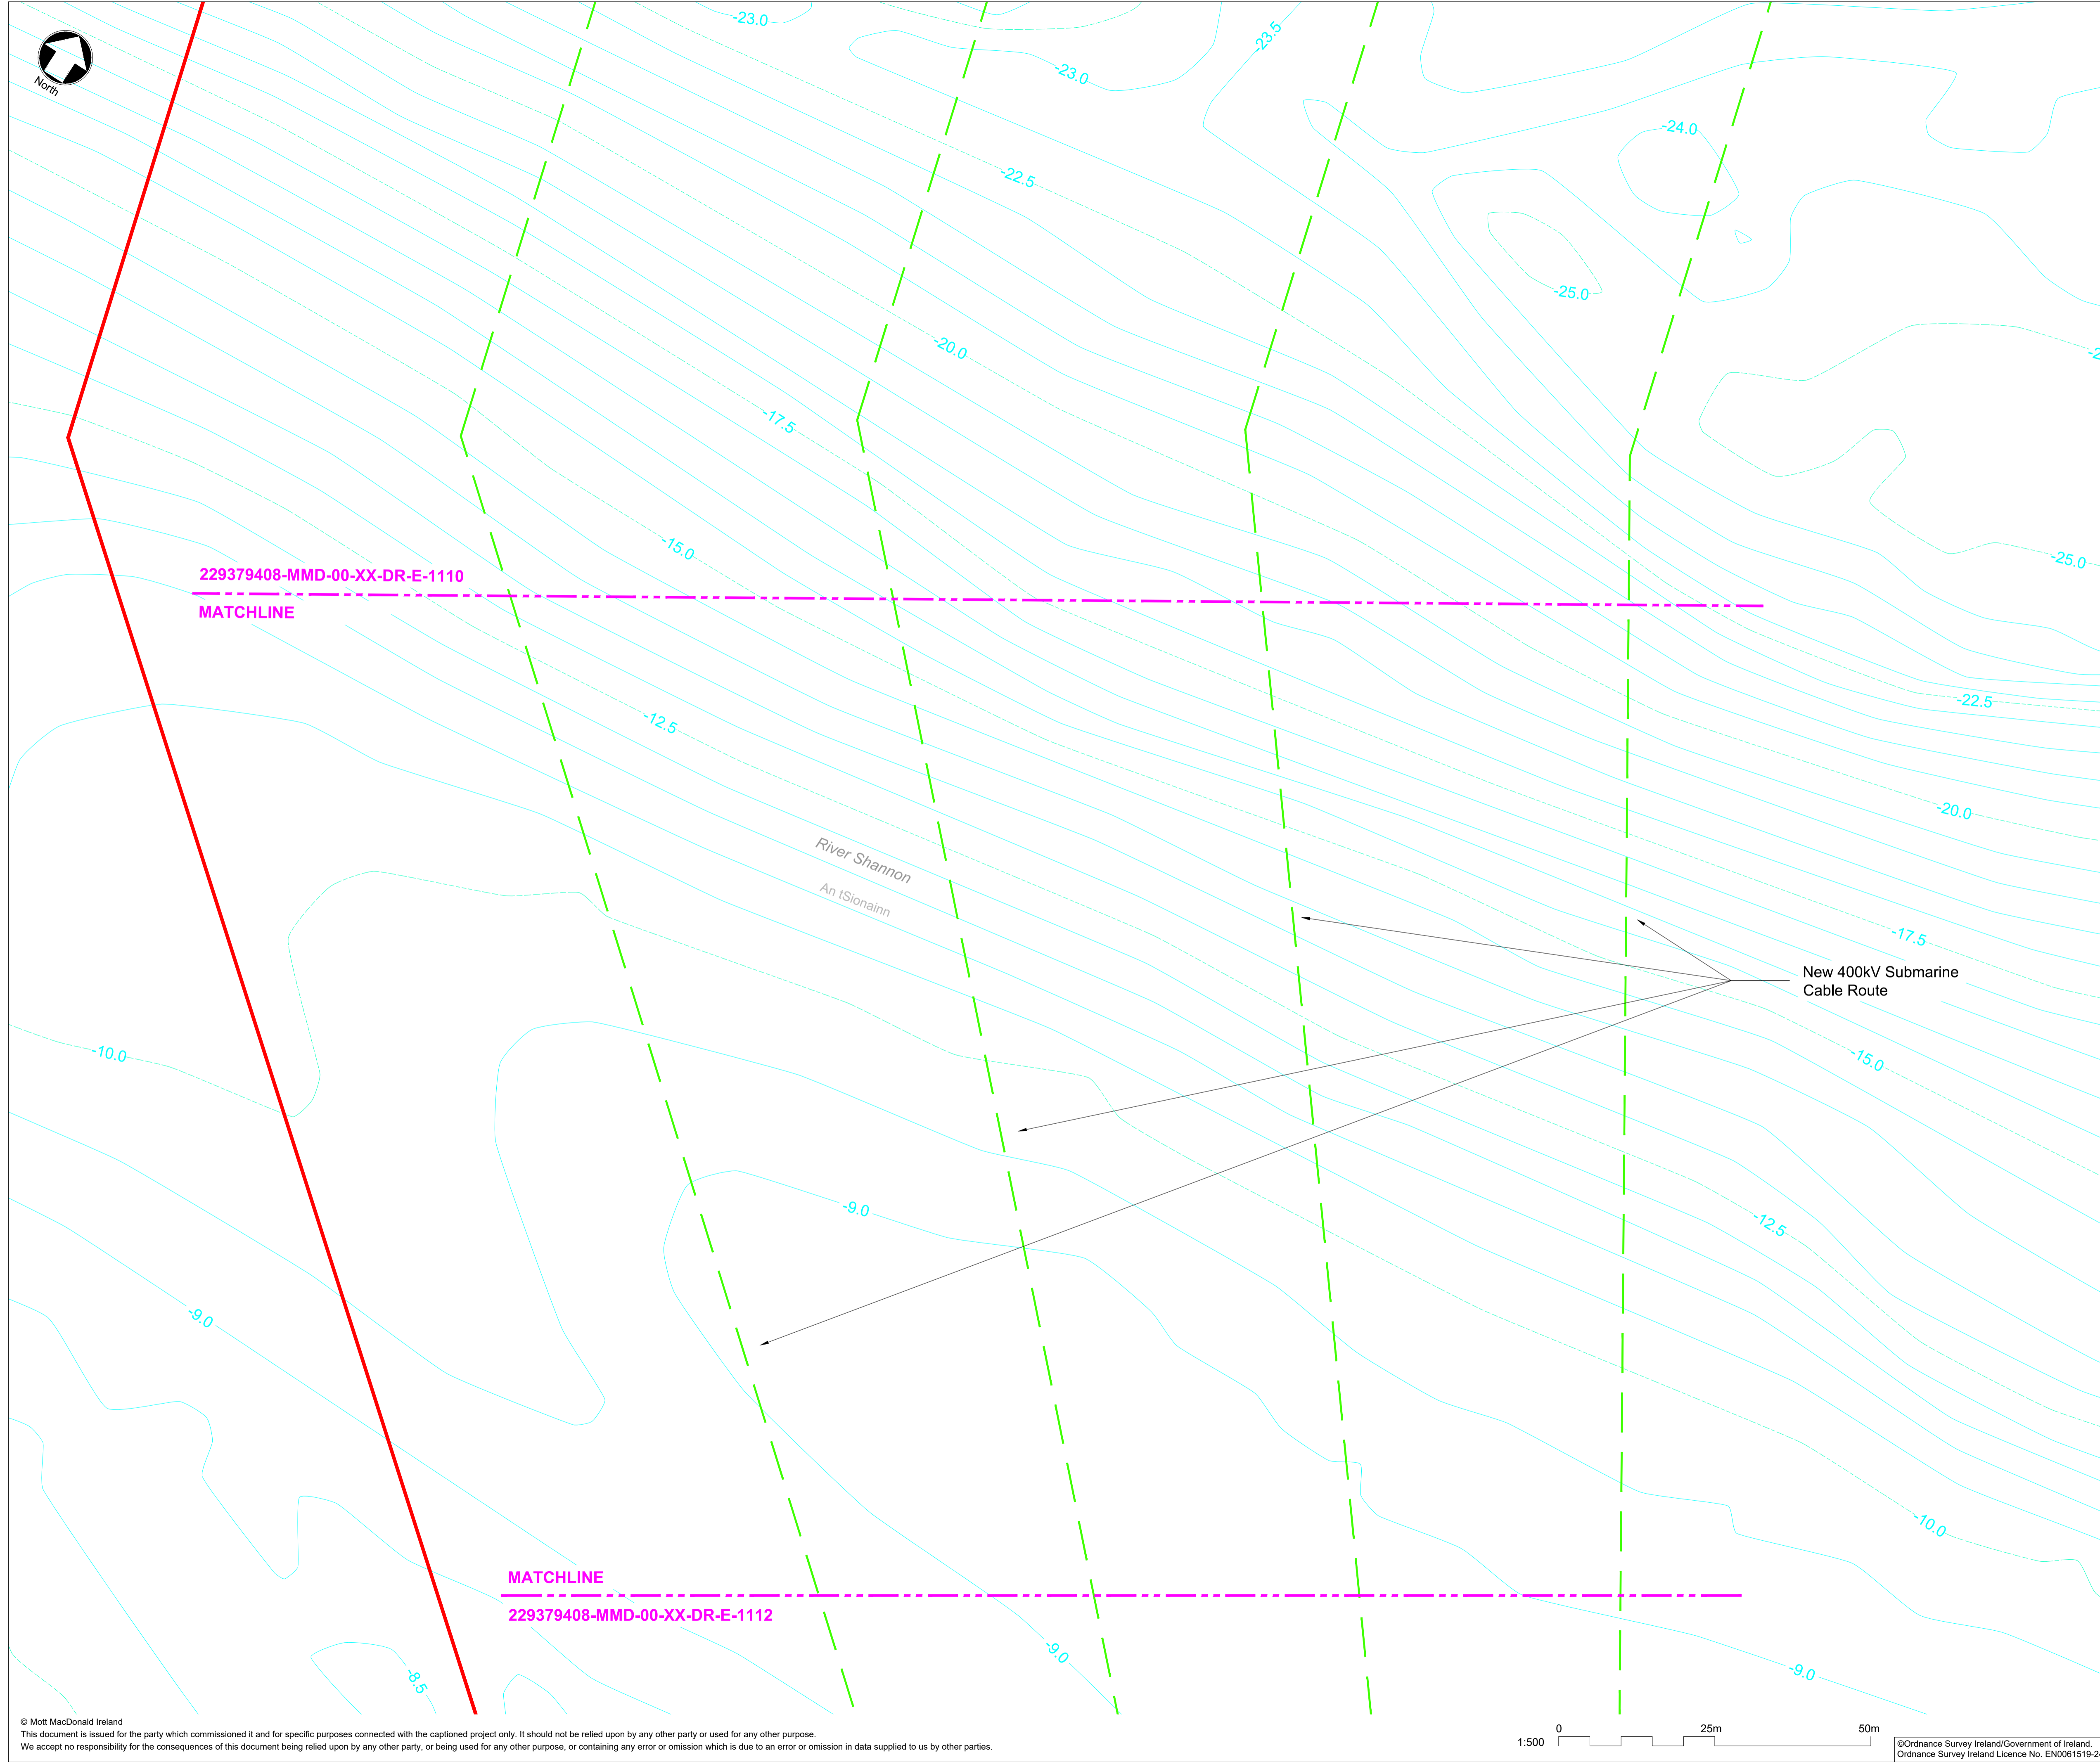 -23.0
-23.5
-23.0
North
-24.0
-22.5
-25.0
-20.0
-17.5
-15.0
-25.0
229379408-MMD-00-XX-DR-E-1110
MATCHLINE
-22.5
-12.5
-20.0
River Shannon
An tSionainn
-17.5
New 400kV Submarine
Cable Route
-10.0
-15.0
-9.0
-12.5
-9.0
-10.0
MATCHLINE
229379408-MMD-00-XX-DR-E-1112
-9.0
-9.0
-8.5
© Mott MacDonald Ireland
This document is issued for the party which commissioned it and for specific purposes connected with the captioned project only. It should not be relied upon by any other party or used for any other purpose.
We accept no responsibility for the consequences of this document being relied upon by any other party, or being used for any other purpose, or containing any error or omission which is due to an error or omission in data supplied to us by other parties.
0 25m 50m
1:500
©Ordnance Survey Ireland/Government of Ireland.
Ordnance Survey Ireland Licence No.